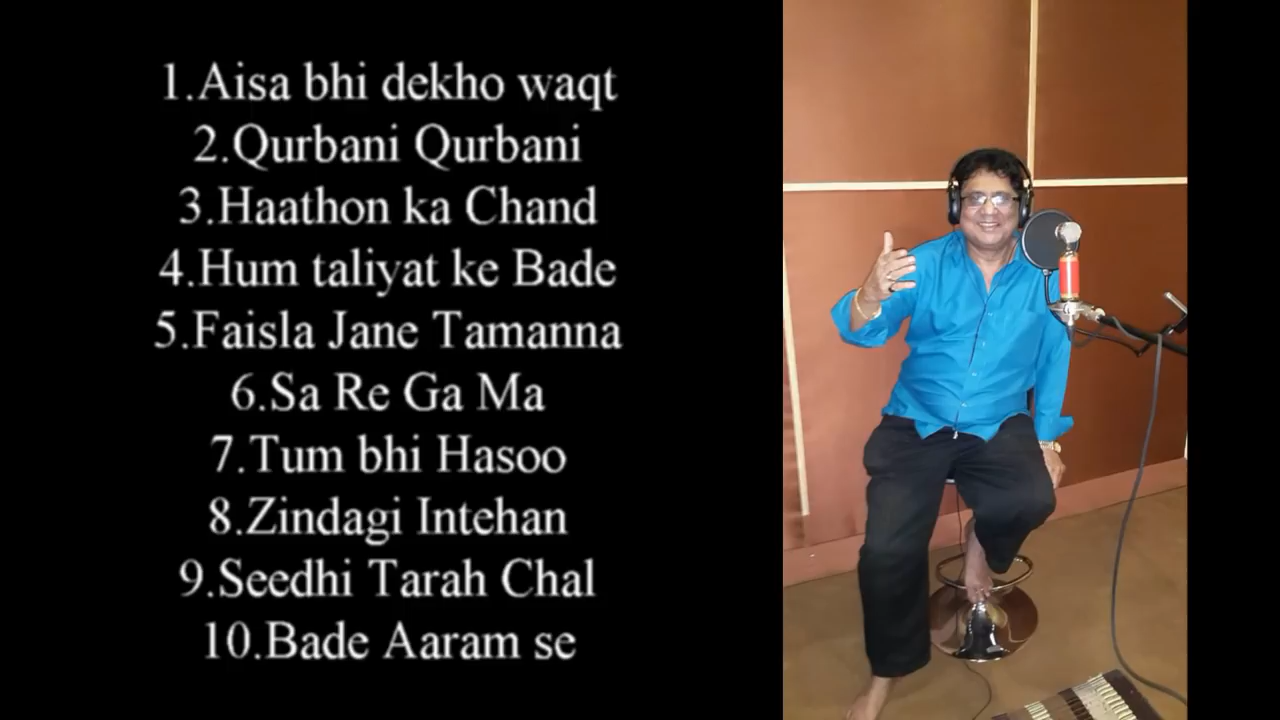 1.Aisa bhi dekho waqt
2.Qurbani Qurbani
3.Haathon ka Chand
4.Hum taliyat ke Bade
5.Faisla Jane Tamanna
6.Sa Re Ga Ma
7.Tum bhi Hasoo
8.Zindagi Intehan
9.Seedhi Tarah Chal
10.Bade Aaram se